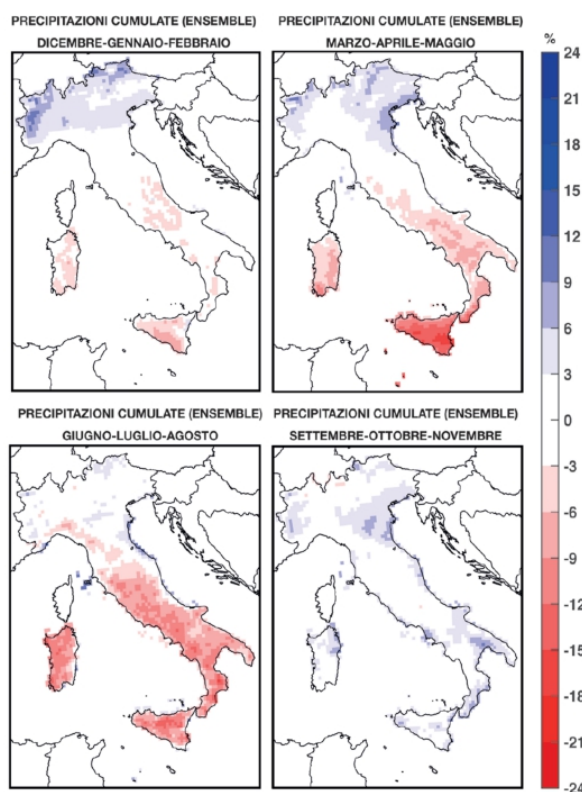 PRECIPITAZIONI CUMULATE (ENSEMBLE)
DICEMBRE-GENNAIO-FEBBRAIO
PRECIPITAZIONI CUMULATE (ENSEMBLE)
MARZO-APRILE-MAGGIO
%
24
21
18
15
12
9
6
3
0
-3
-6
-9
-12
-15
-18
-21
-24
PRECIPITAZIONI CUMULATE (ENSEMBLE)
GIUGNO-LUGLIO-AGOSTO
PRECIPITAZIONI CUMULATE (ENSEMBLE)
SETTEMBRE-OTTOBRE-NOVEMBRE